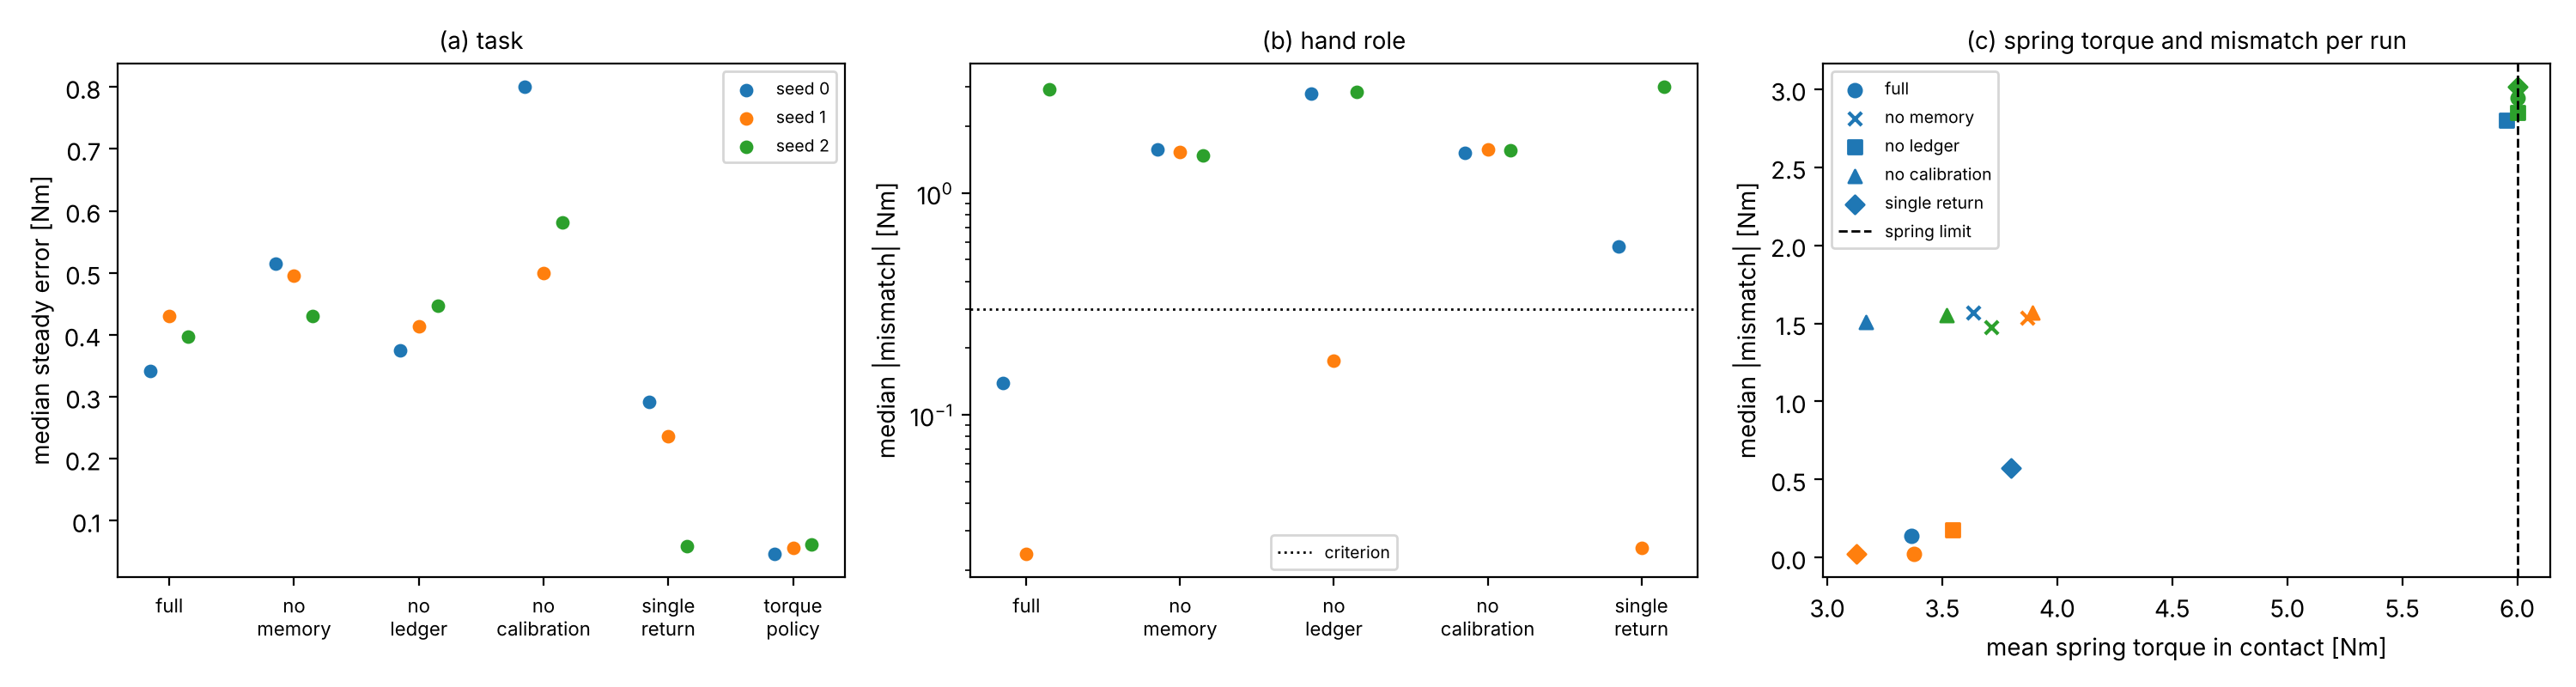 (a) task
median steady error [Nm]
0.8
0.7
0.6
0.5
0.4
0.3
0.2
0.1
seed 0
seed 1
seed 2
full
no
memory
no
ledger
no
calibration
single
return
torque
policy
(b) hand role
median |mismatch| [Nm]
10⁰
10⁻¹
criterion
full
no
memory
no
ledger
no
calibration
single
return
(c) spring torque and mismatch per run
median |mismatch| [Nm]
3.0
2.5
2.0
1.5
1.0
0.5
0.0
full
no memory
no ledger
no calibration
single return
spring limit
3.0
3.5
4.0
4.5
5.0
5.5
6.0
mean spring torque in contact [Nm]